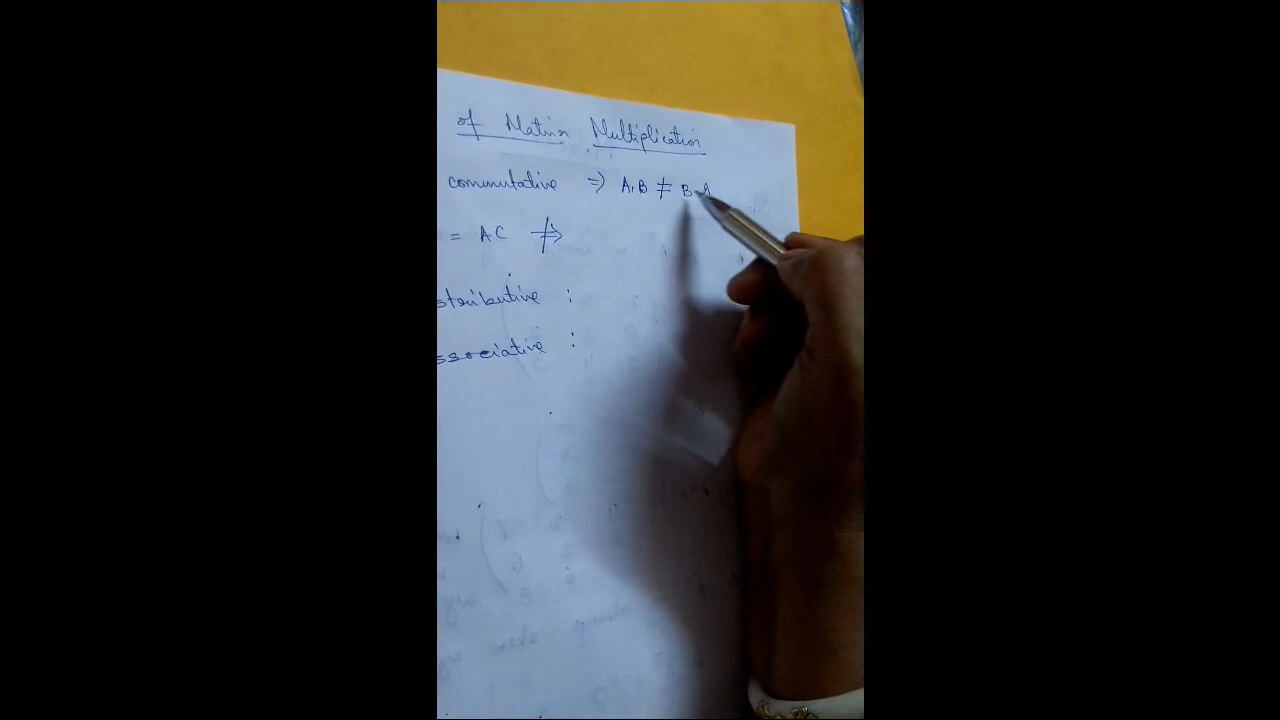 of Matrix Multiplication
commutative ⇒ A.B ≠ B.A
= AC ⇏
stributive :
ssociative :